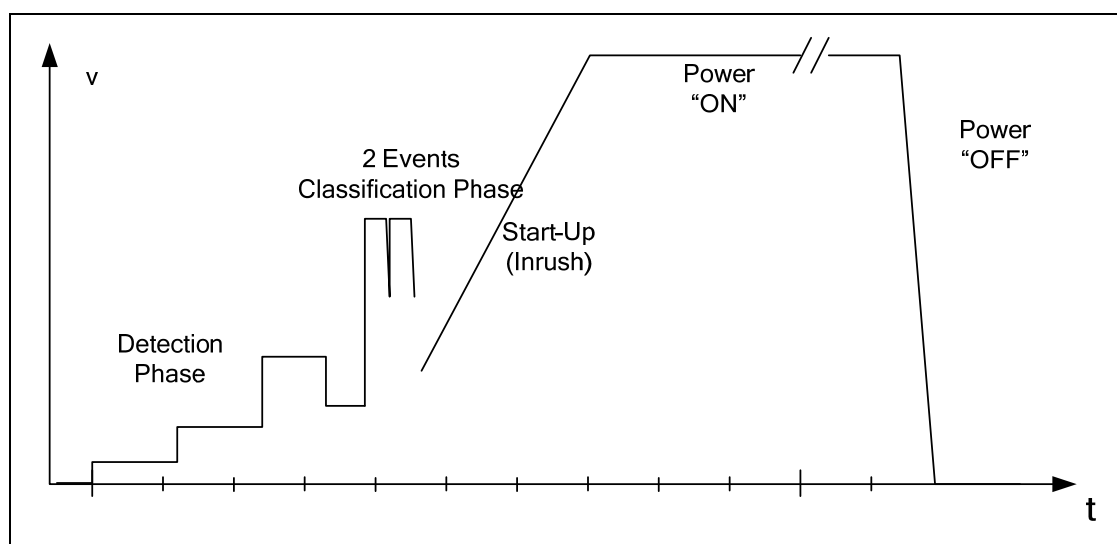 v
Power
“ON”
Power
“OFF”
2 Events
Classification Phase
Start-Up
(Inrush)
Detection
Phase
t